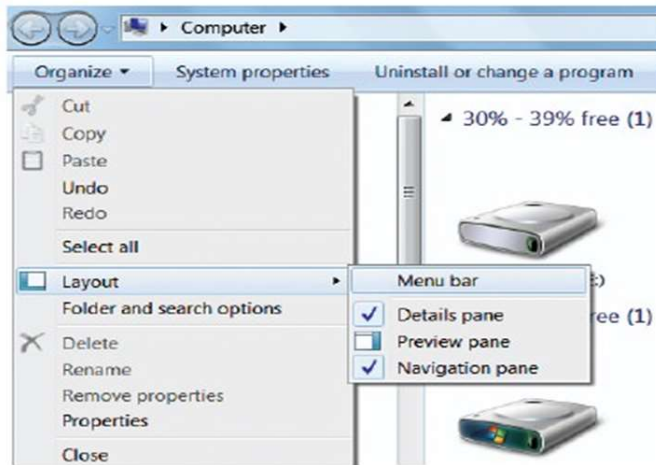 Computer
Organize System properties Uninstall or change a program
Cut
Copy
Paste
Undo
Redo
Select all
Layout
Folder and search options
Delete
Rename
Remove properties
Properties
Close
Menu bar
Details pane
Preview pane
Navigation pane
30% - 39% free (1)
:)
ree (1)